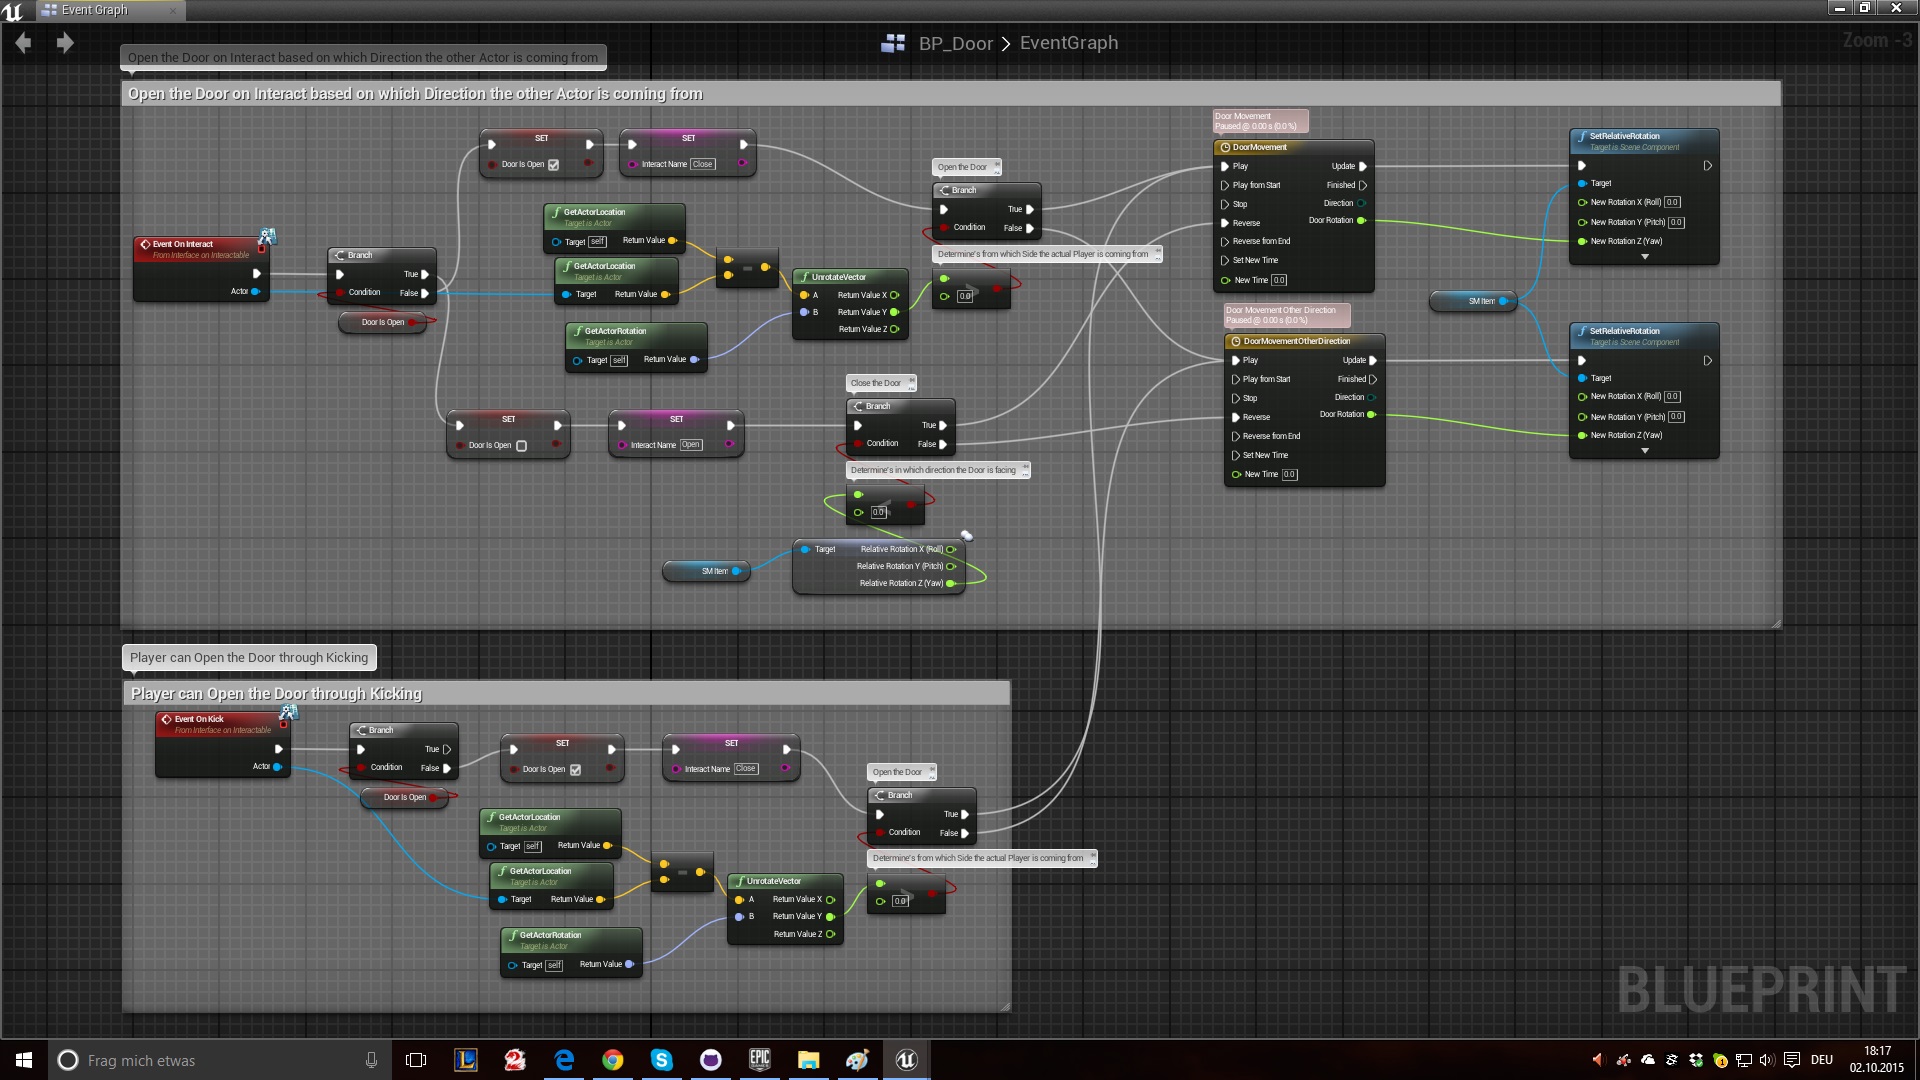 Event Graph
BP_Door > EventGraph
Zoom -3
Open the Door on Interact based on which Direction the other Actor is coming from
Open the Door on Interact based on which Direction the other Actor is coming from
SET
Door Is Open
SET
Interact Name Close
Event On Interact
From Interface on Interactable
Actor
Branch
True
Condition False
Door Is Open
GetActorLocation
Target is Actor
Target self Return Value
GetActorLocation
Target is Actor
Target Return Value
GetActorRotation
Target is Actor
Target self Return Value
UnrotateVector
A Return Value X
B Return Value Y
Return Value Z
Open the Door
Branch
True
Condition False
Determine's from which Side the actual Player is coming from
0.0
SET
Door Is Open
SET
Interact Name Open
Close the Door
Branch
True
Condition False
Determine's in which direction the Door is facing
0.0
SM Item
Target Relative Rotation X (Roll)
Relative Rotation Y (Pitch)
Relative Rotation Z (Yaw)
Door Movement
Paused @ 0.00 s (0.0 %)
DoorMovement
Play Update
Play from Start Finished
Stop Direction
Reverse Door Rotation
Reverse from End
Set New Time
New Time 0.0
Door Movement Other Direction
Paused @ 0.00 s (0.0 %)
DoorMovementOtherDirection
Play Update
Play from Start Finished
Stop Direction
Reverse Door Rotation
Reverse from End
Set New Time
New Time 0.0
SM Item
SetRelativeRotation
Target is Scene Component
Target
New Rotation X (Roll) 0.0
New Rotation Y (Pitch) 0.0
New Rotation Z (Yaw)
SetRelativeRotation
Target is Scene Component
Target
New Rotation X (Roll) 0.0
New Rotation Y (Pitch) 0.0
New Rotation Z (Yaw)
Player can Open the Door through Kicking
Player can Open the Door through Kicking
Event On Kick
From Interface on Interactable
Actor
Branch
True
Condition False
Door Is Open
SET
Door Is Open
SET
Interact Name Close
GetActorLocation
Target is Actor
Target self Return Value
GetActorLocation
Target is Actor
Target Return Value
GetActorRotation
Target is Actor
Target self Return Value
UnrotateVector
A Return Value X
B Return Value Y
Return Value Z
Open the Door
Branch
True
Condition False
Determine's from which Side the actual Player is coming from
0.0
BLUEPRINT
Frag mich etwas
EPIC
DEU
18:17
02.10.2015